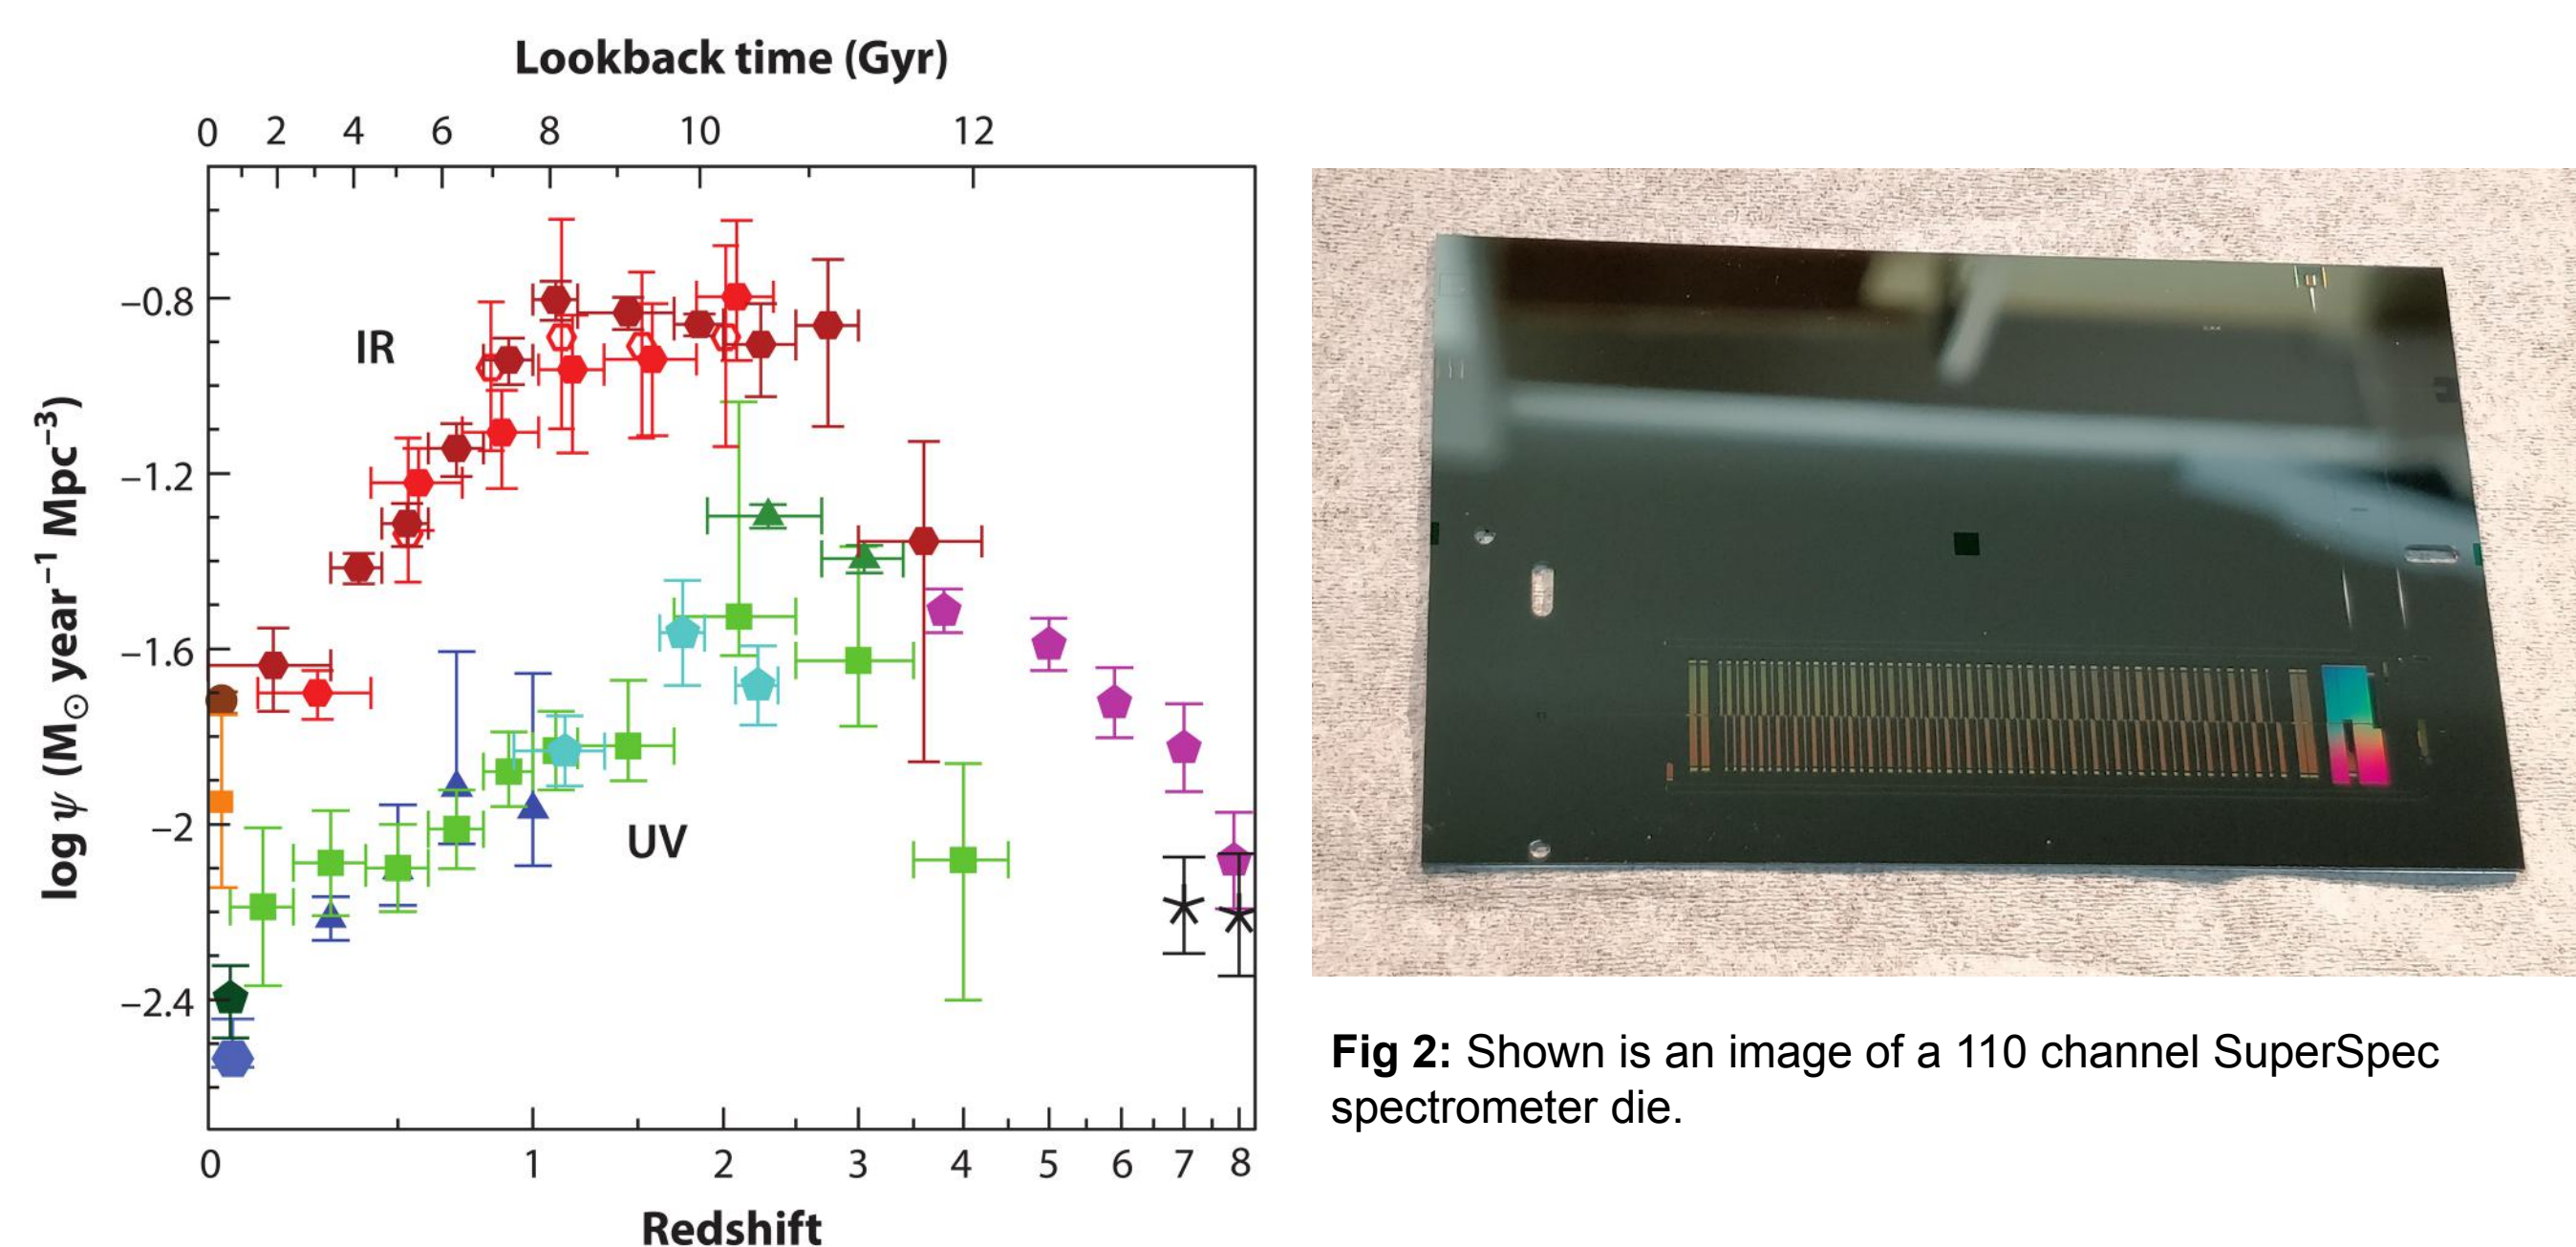 Lookback time (Gyr)
0 2 4 6 8 10 12
IR
UV
−0.8
−1.2
−1.6
−2
−2.4
log ψ (M⊙ year⁻¹ Mpc⁻³)
0 1 2 3 4 5 6 7 8
Redshift
Fig 2: Shown is an image of a 110 channel SuperSpec
spectrometer die.